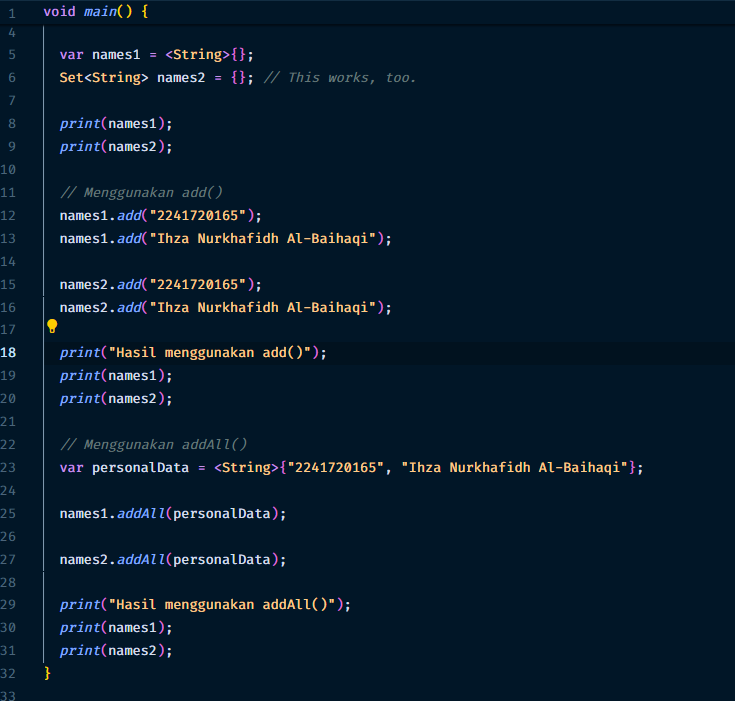 1 void main() {
4
5 var names1 = <String>{};
6 Set<String> names2 = {}; // This works, too.
7
8 print(names1);
9 print(names2);
10
11 // Menggunakan add()
12 names1.add("2241720165");
13 names1.add("Ihza Nurkhafidh Al-Baihaqi");
14
15 names2.add("2241720165");
16 names2.add("Ihza Nurkhafidh Al-Baihaqi");
17
18 print("Hasil menggunakan add()");
19 print(names1);
20 print(names2);
21
22 // Menggunakan addAll()
23 var personalData = <String>{"2241720165", "Ihza Nurkhafidh Al-Baihaqi"};
24
25 names1.addAll(personalData);
26
27 names2.addAll(personalData);
28
29 print("Hasil menggunakan addAll()");
30 print(names1);
31 print(names2);
32 }
33